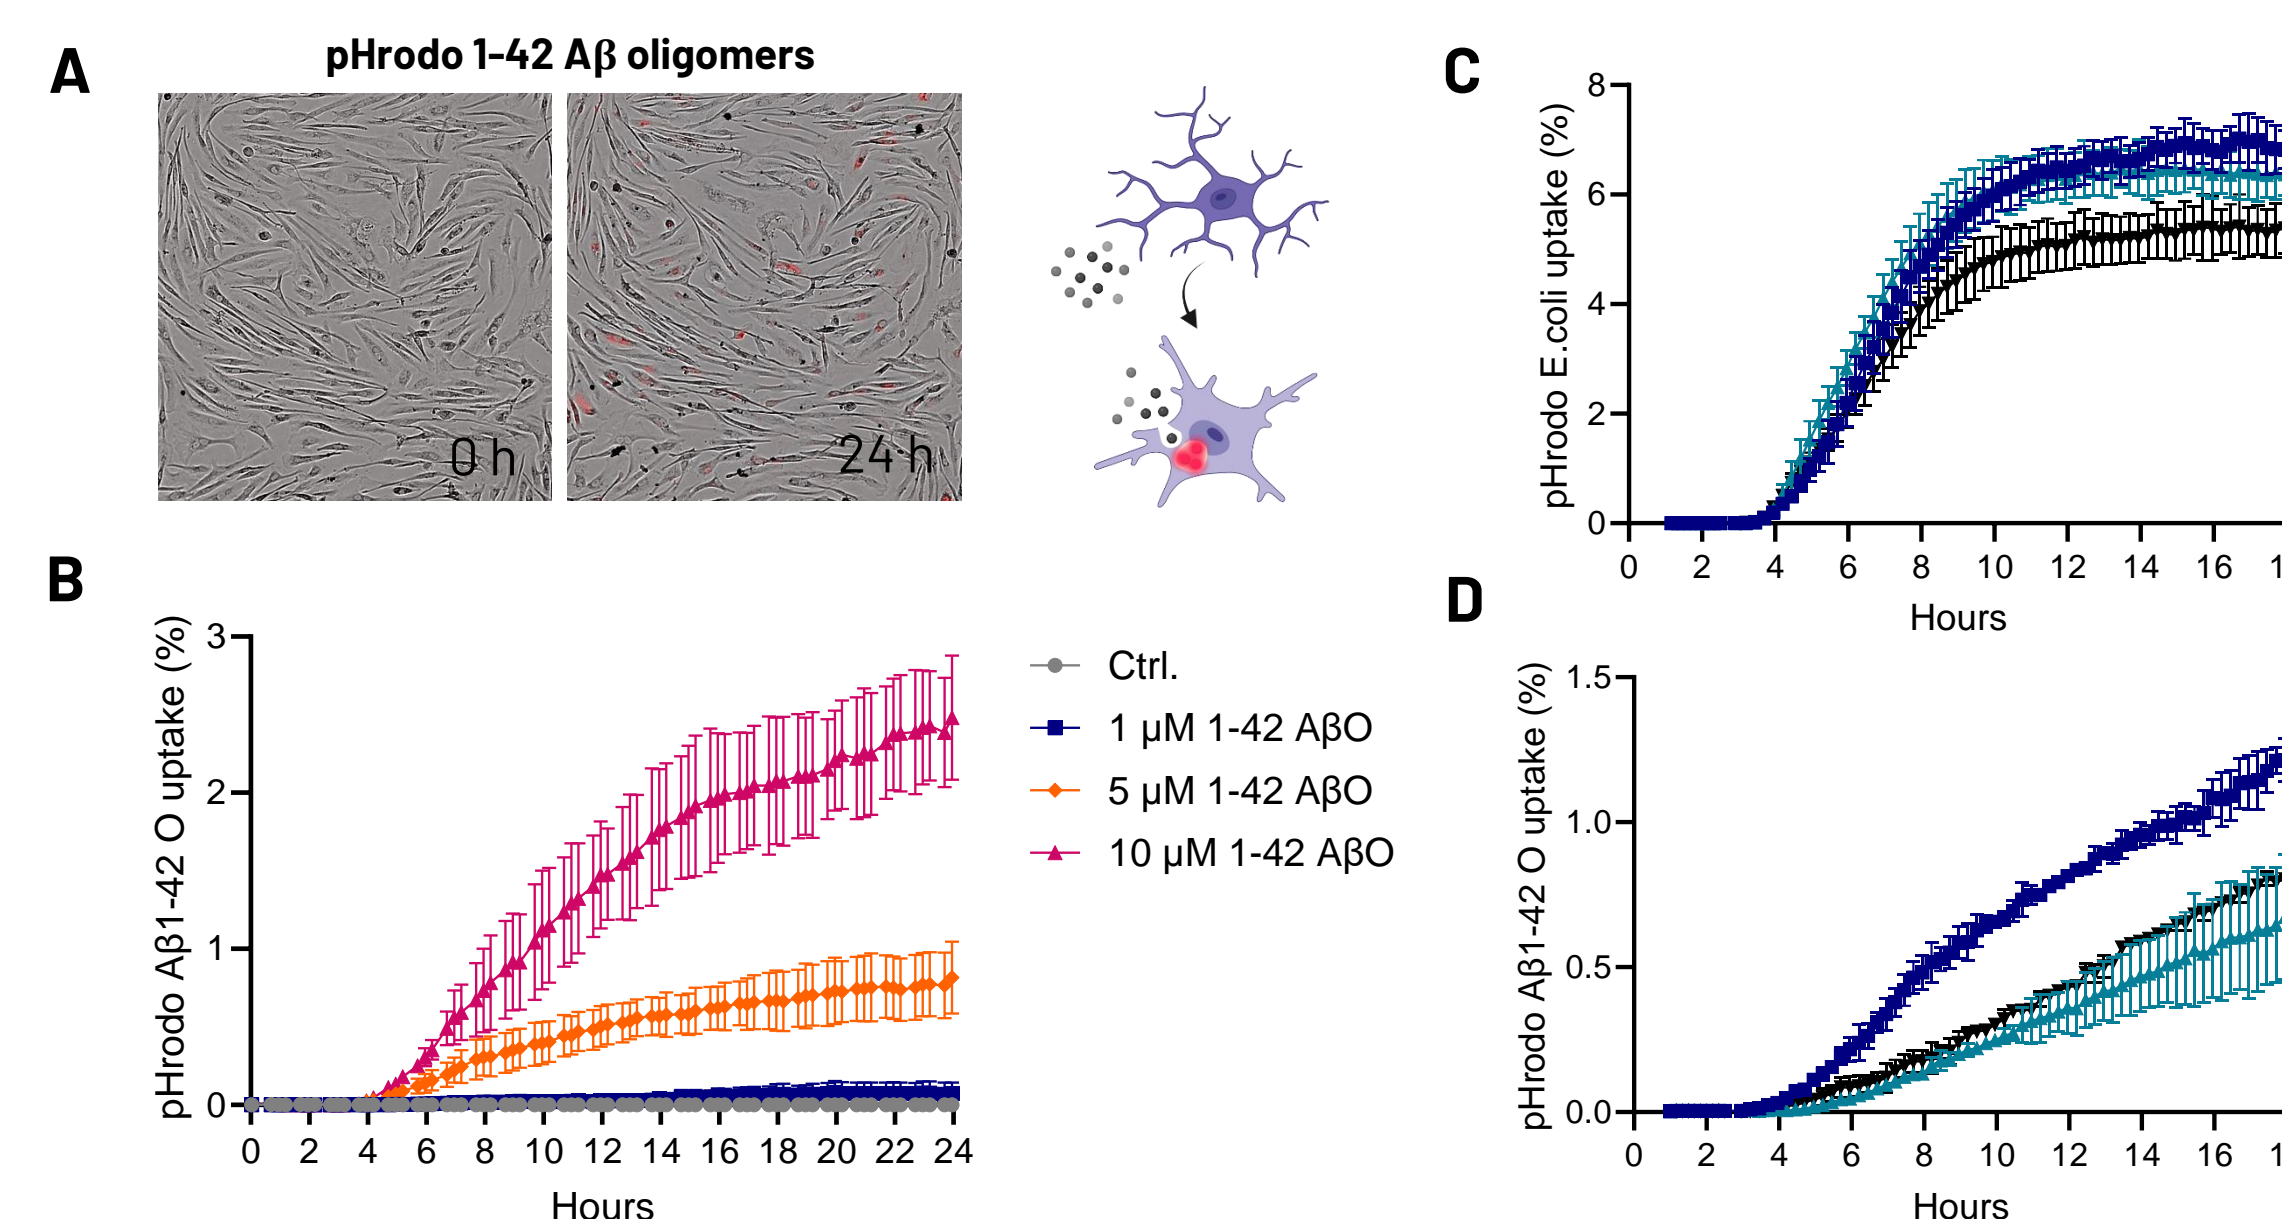 A
pHrodo 1-42 Aβ oligomers
0 h
24 h
B
pHrodo Aβ1-42 O uptake (%)
3
2
1
0
0 2 4 6 8 10 12 14 16 18 20 22 24
Hours
Ctrl.
1 µM 1-42 AβO
5 µM 1-42 AβO
10 µM 1-42 AβO
C
pHrodo E.coli uptake (%)
8
6
4
2
0
0 2 4 6 8 10 12 14 16 1
Hours
D
pHrodo Aβ1-42 O uptake (%)
1.5
1.0
0.5
0.0
0 2 4 6 8 10 12 14 16 1
Hours